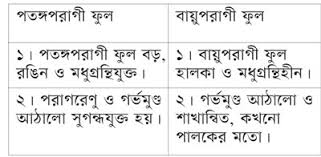 পতঙ্গপরাগী ফুল
বায়ুপরাগী ফুল
১। পতঙ্গপরাগী ফুল বড়,
রঙিন ও মধুগ্রন্থিযুক্ত।
১। বায়ুপরাগী ফুল
হালকা ও মধুগ্রন্থিহীন।
২। পরাগরেণু ও গর্ভমুণ্ড
আঠালো সুগন্ধযুক্ত হয়।
২। গর্ভমুণ্ড আঠালো ও
শাখান্বিত, কখনো
পালকের মতো।